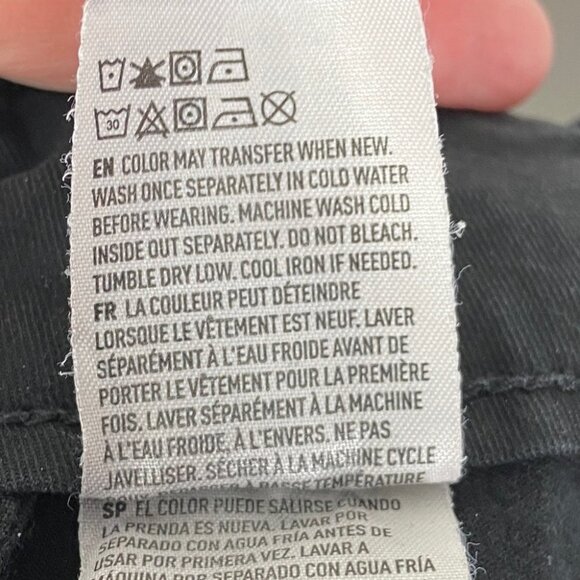 30
EN COLOR MAY TRANSFER WHEN NEW.
WASH ONCE SEPARATELY IN COLD WATER
BEFORE WEARING. MACHINE WASH COLD
INSIDE OUT SEPARATELY. DO NOT BLEACH.
TUMBLE DRY LOW. COOL IRON IF NEEDED.
FR LA COULEUR PEUT DÉTEINDRE
LORSQUE LE VÊTEMENT EST NEUF. LAVER
SÉPARÉMENT À L'EAU FROIDE AVANT DE
PORTER LE VÊTEMENT POUR LA PREMIÈRE
FOIS. LAVER SÉPARÉMENT À LA MACHINE
À L'EAU FROIDE, À L'ENVERS. NE PAS
JAVELLISER. SÉCHER À LA MACHINE CYCLE
À BASSE TEMPÉRATURE
SP EL COLOR PUEDE SALIRSE CUANDO
LA PRENDA ES NUEVA. LAVAR POR
SEPARADO CON AGUA FRÍA ANTES DE
USAR POR PRIMERA VEZ. LAVAR A
MÁQUINA POR SEPARADO CON AGUA FRÍA